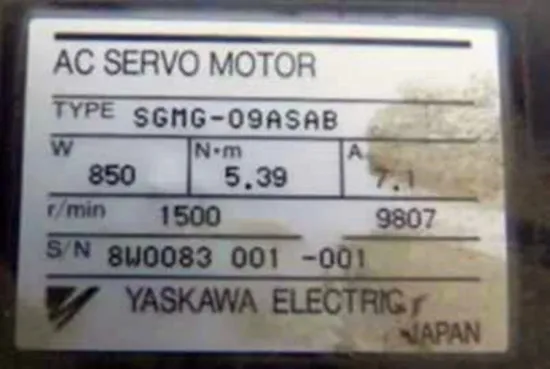 AC SERVO MOTOR
TYPE SGMG-09ASAB
W 850 N·m 5.39 A 7.1
r/min 1500 9807
S/N 8W0083 001 -001
YASKAWA ELECTRIC
JAPAN